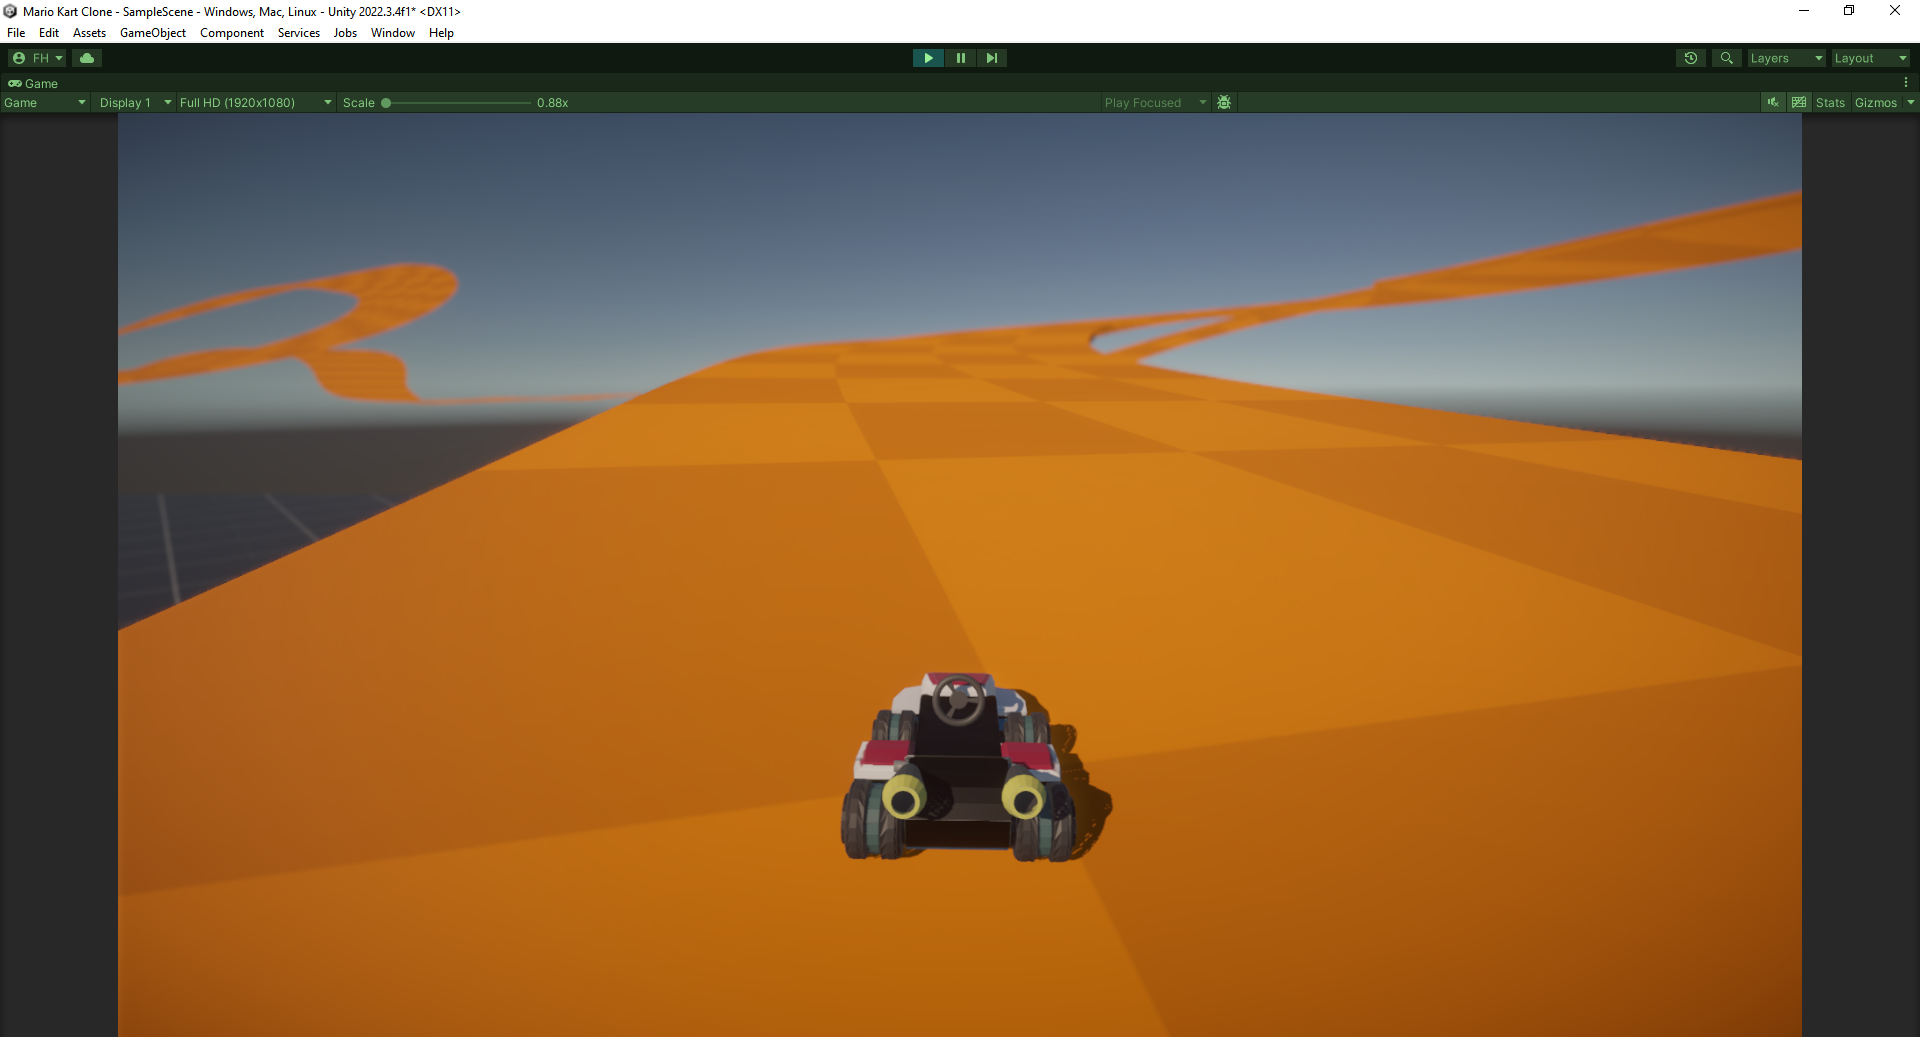 Mario Kart Clone - SampleScene - Windows, Mac, Linux - Unity 2022.3.4f1* <DX11>
File Edit Assets GameObject Component Services Jobs Window Help
FH Layers Layout
Game
Game Display 1 Full HD (1920x1080) Scale 0.88x Play Focused Stats Gizmos